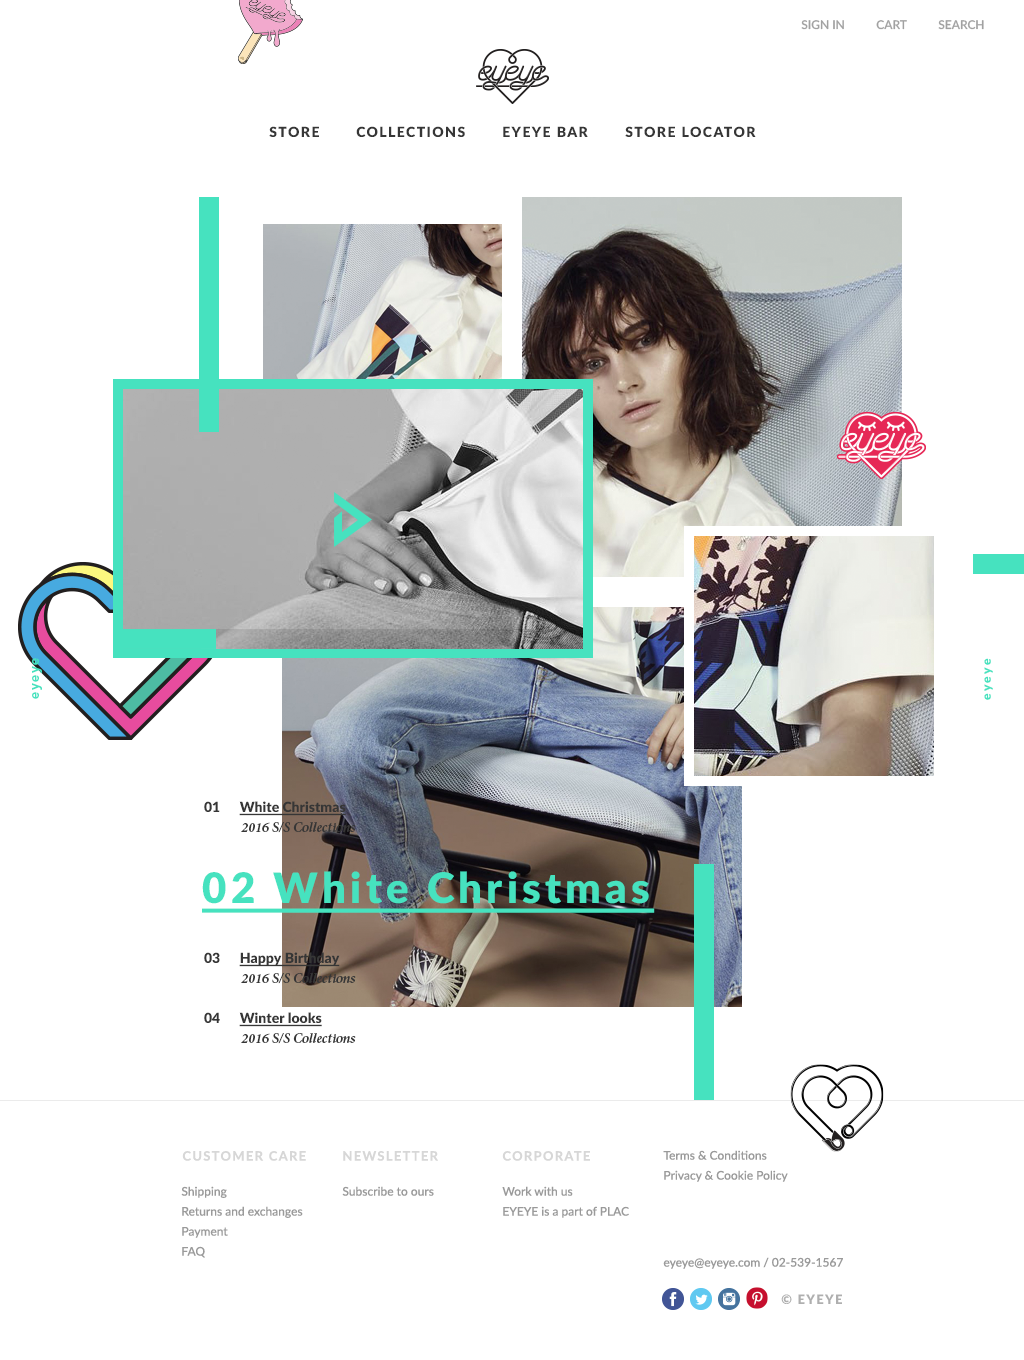 eyeye
SIGN IN CART SEARCH
eyeye
STORE COLLECTIONS EYEYE BAR STORE LOCATOR
eyeye
eyeye
eyeye
01 White Christmas
2016 S/S Collections
02 White Christmas
03 Happy Birthday
2016 S/S Collections
04 Winter looks
2016 S/S Collections
CUSTOMER CARE
Shipping
Returns and exchanges
Payment
FAQ
NEWSLETTER
Subscribe to ours
CORPORATE
Work with us
EYEYE is a part of PLAC
Terms & Conditions
Privacy & Cookie Policy
eyeye@eyeye.com / 02-539-1567
© EYEYE